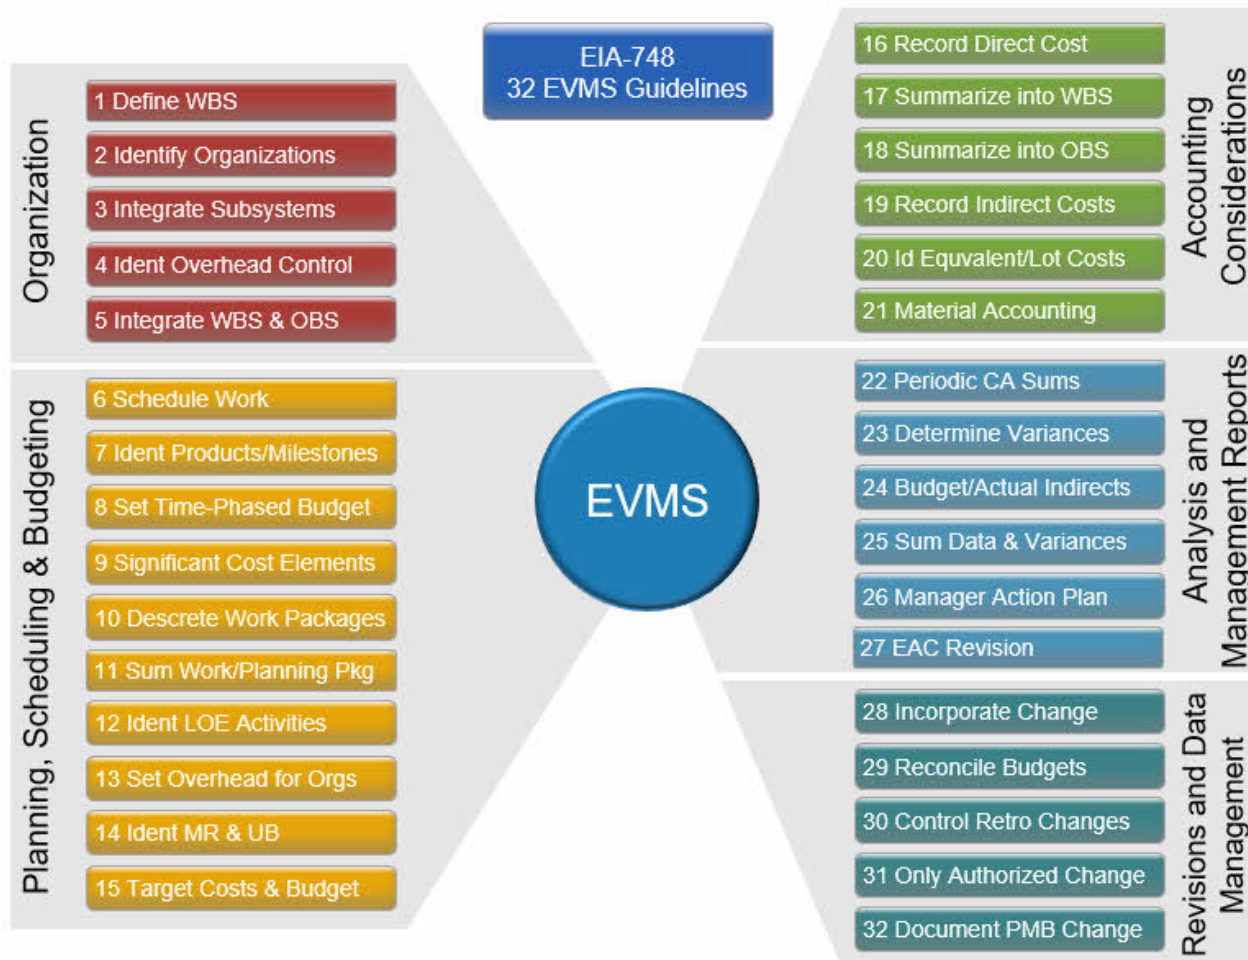 EIA-748
32 EVMS Guidelines
Organization
1 Define WBS
2 Identify Organizations
3 Integrate Subsystems
4 Ident Overhead Control
5 Integrate WBS & OBS
Planning, Scheduling & Budgeting
6 Schedule Work
7 Ident Products/Milestones
8 Set Time-Phased Budget
9 Significant Cost Elements
10 Descrete Work Packages
11 Sum Work/Planning Pkg
12 Ident LOE Activities
13 Set Overhead for Orgs
14 Ident MR & UB
15 Target Costs & Budget
EVMS
16 Record Direct Cost
17 Summarize into WBS
18 Summarize into OBS
19 Record Indirect Costs
20 Id Equvalent/Lot Costs
21 Material Accounting
Accounting
Considerations
22 Periodic CA Sums
23 Determine Variances
24 Budget/Actual Indirects
25 Sum Data & Variances
26 Manager Action Plan
27 EAC Revision
Analysis and
Management Reports
28 Incorporate Change
29 Reconcile Budgets
30 Control Retro Changes
31 Only Authorized Change
32 Document PMB Change
Revisions and Data
Management